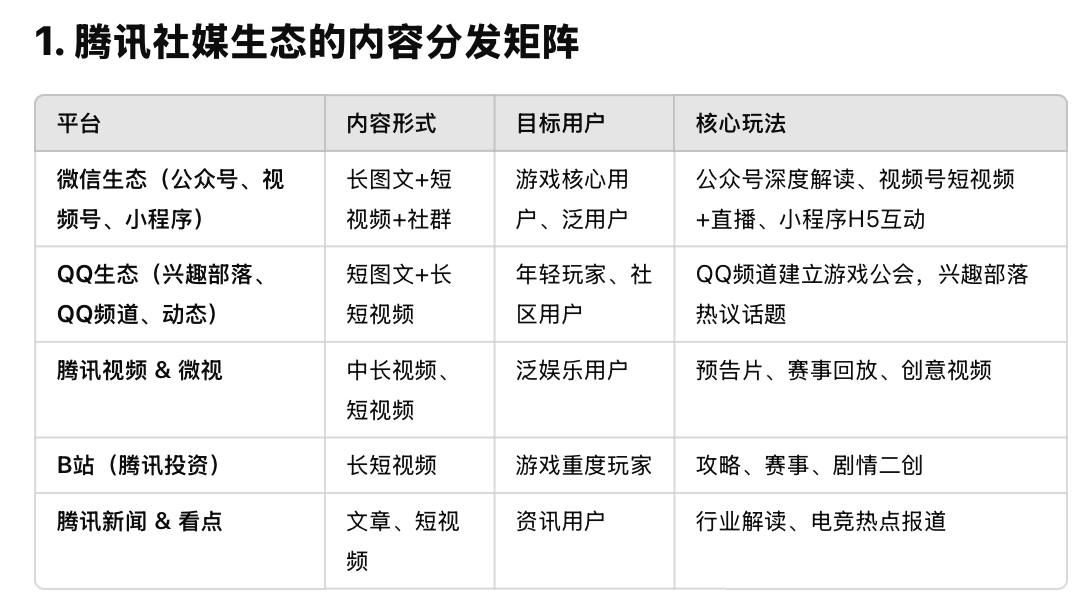 1. 腾讯社媒生态的内容分发矩阵
平台 内容形式 目标用户 核心玩法
微信生态（公众号、视 长图文+短 游戏核心用 公众号深度解读、视频号短视频
频号、小程序） 视频+社群 户、泛用户 +直播、小程序H5互动
QQ生态（兴趣部落、 短图文+长 年轻玩家、社 QQ频道建立游戏公会，兴趣部落
QQ频道、动态） 短视频 区用户 热议话题
腾讯视频 & 微视 中长视频、 泛娱乐用户 预告片、赛事回放、创意视频
短视频
B站（腾讯投资） 长短视频 游戏重度玩家 攻略、赛事、剧情二创
腾讯新闻 & 看点 文章、短视 资讯用户 行业解读、电竞热点报道
频